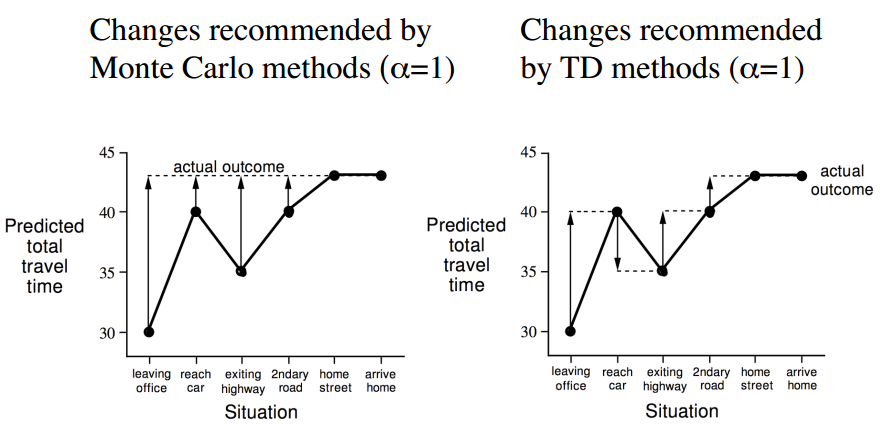 Changes recommended by
Monte Carlo methods (α=1)
45
40
35
30
actual outcome
Predicted
total
travel
time
leaving
office
reach
car
exiting
highway
2ndary
road
home
street
arrive
home
Situation
Changes recommended
by TD methods (α=1)
45
40
35
30
actual
outcome
Predicted
total
travel
time
leaving
office
reach
car
exiting
highway
2ndary
road
home
street
arrive
home
Situation